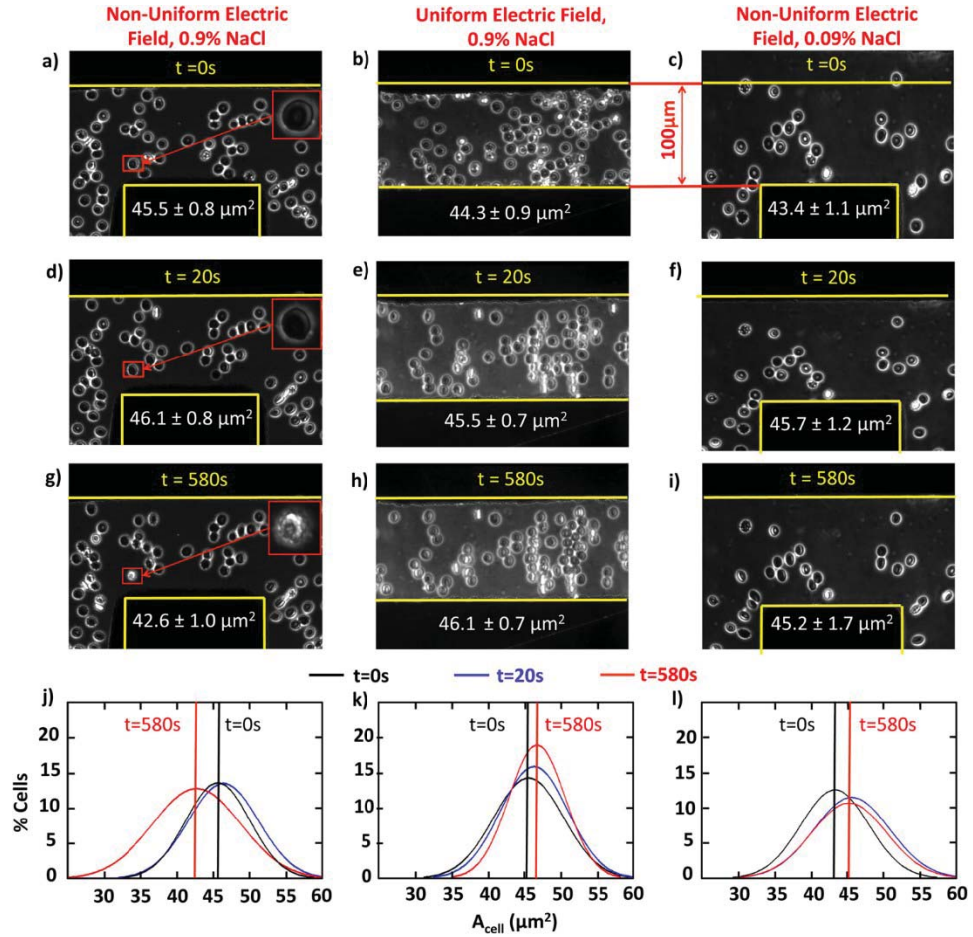 Non-Uniform Electric
Field, 0.9% NaCl
Uniform Electric Field,
0.9% NaCl
Non-Uniform Electric
Field, 0.09% NaCl
a)
t =0s
45.5 ± 0.8 µm²
b)
t =0s
44.3 ± 0.9 µm²
100µm
c)
t =0s
43.4 ± 1.1 µm²
d)
t = 20s
46.1 ± 0.8 µm²
e)
t = 20s
45.5 ± 0.7 µm²
f)
t = 20s
45.7 ± 1.2 µm²
g)
t = 580s
42.6 ± 1.0 µm²
h)
t = 580s
46.1 ± 0.7 µm²
i)
t = 580s
45.2 ± 1.7 µm²
t=0s t=20s t=580s
j)
t=580s t=0s
20
15
10
5
0
30 35 40 45 50 55 60
% Cells
k)
t=0s t=580s
20
15
10
5
0
30 35 40 45 50 55 60
A cell (µm²)
l)
t=0s t=580s
20
15
10
5
0
30 35 40 45 50 55 60